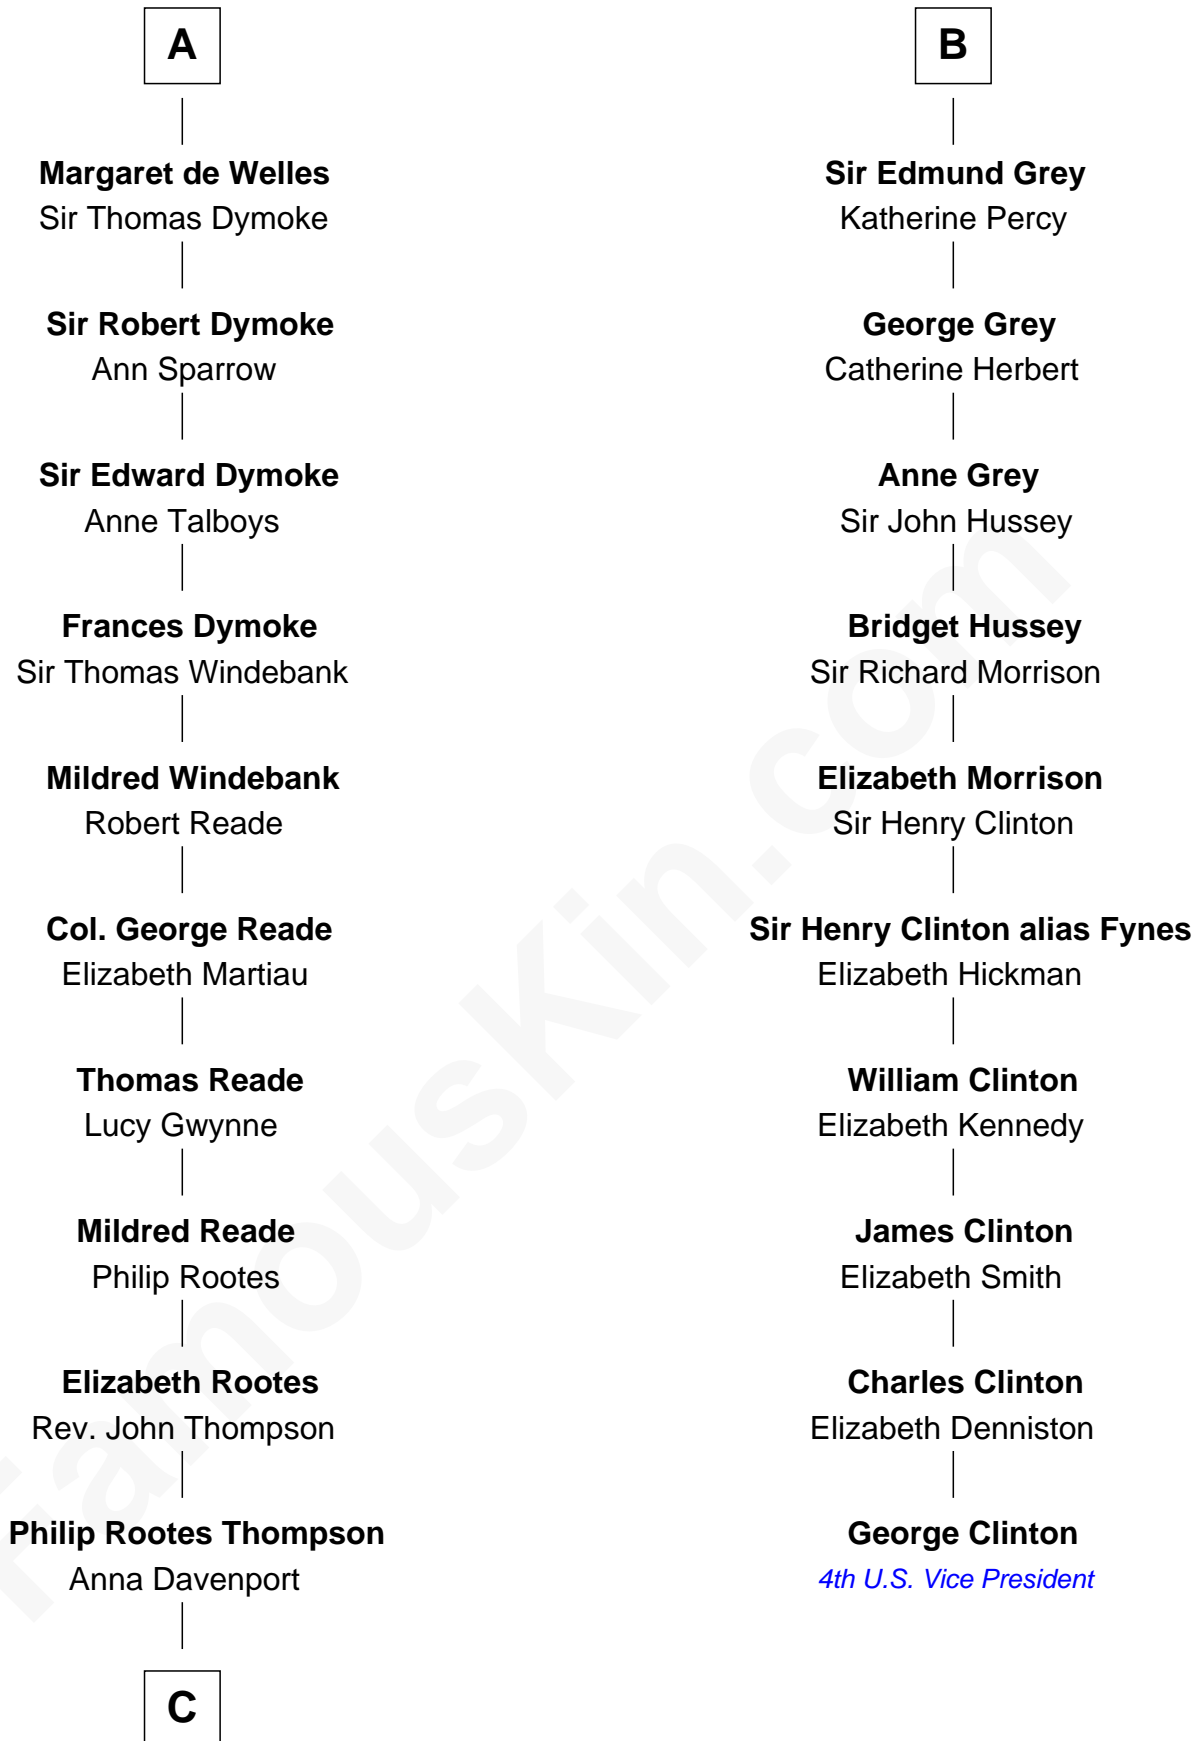 A
Margaret de Welles
Sir Thomas Dymoke
Sir Robert Dymoke
Ann Sparrow
Sir Edward Dymoke
Anne Talboys
Frances Dymoke
Sir Thomas Windebank
Mildred Windebank
Robert Reade
Col. George Reade
Elizabeth Martiau
Thomas Reade
Lucy Gwynne
Mildred Reade
Philip Rootes
Elizabeth Rootes
Rev. John Thompson
Philip Rootes Thompson
Anna Davenport
C
B
Sir Edmund Grey
Katherine Percy
George Grey
Catherine Herbert
Anne Grey
Sir John Hussey
Bridget Hussey
Sir Richard Morrison
Elizabeth Morrison
Sir Henry Clinton
Sir Henry Clinton alias Fynes
Elizabeth Hickman
William Clinton
Elizabeth Kennedy
James Clinton
Elizabeth Smith
Charles Clinton
Elizabeth Denniston
George Clinton
4th U.S. Vice President
FamousKin.com